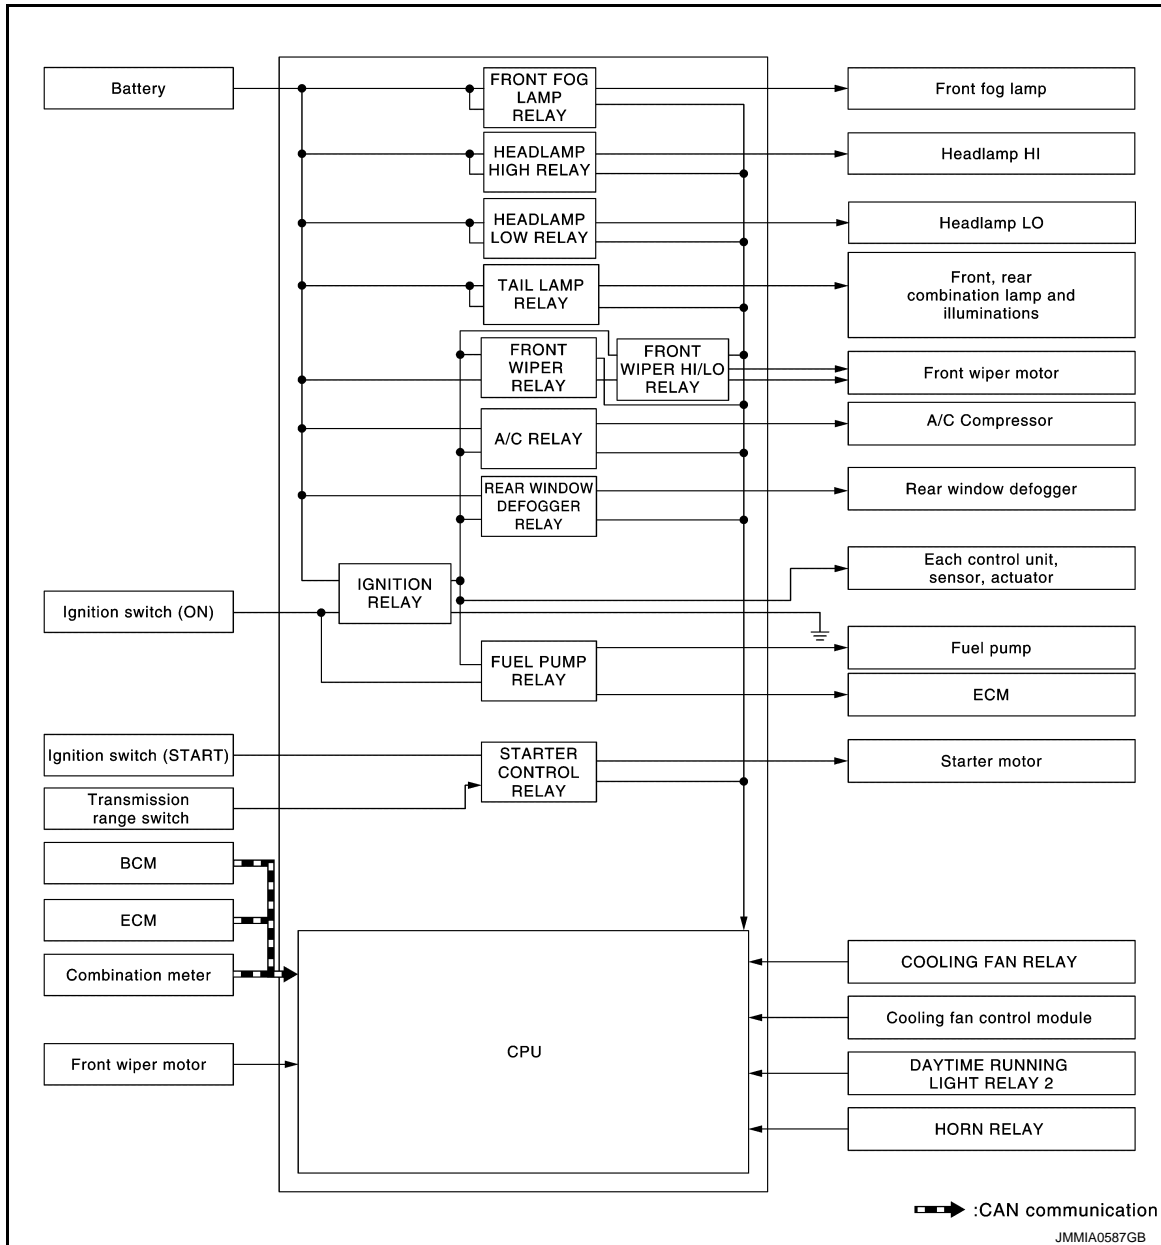 Battery
FRONT FOG
LAMP
RELAY
Front fog lamp
HEADLAMP
HIGH RELAY
Headlamp HI
HEADLAMP
LOW RELAY
Headlamp LO
TAIL LAMP
RELAY
Front, rear
combination lamp and
illuminations
FRONT
WIPER
RELAY
FRONT
WIPER HI/LO
RELAY
Front wiper motor
A/C RELAY
A/C Compressor
REAR WINDOW
DEFOGGER
RELAY
Rear window defogger
IGNITION
RELAY
Each control unit,
sensor, actuator
Ignition switch (ON)
FUEL PUMP
RELAY
Fuel pump
ECM
Ignition switch (START)
STARTER
CONTROL
RELAY
Starter motor
Transmission
range switch
BCM
ECM
Combination meter
COOLING FAN RELAY
Cooling fan control module
Front wiper motor
CPU
DAYTIME RUNNING
LIGHT RELAY 2
HORN RELAY
:CAN communication
JMMIA0587GB